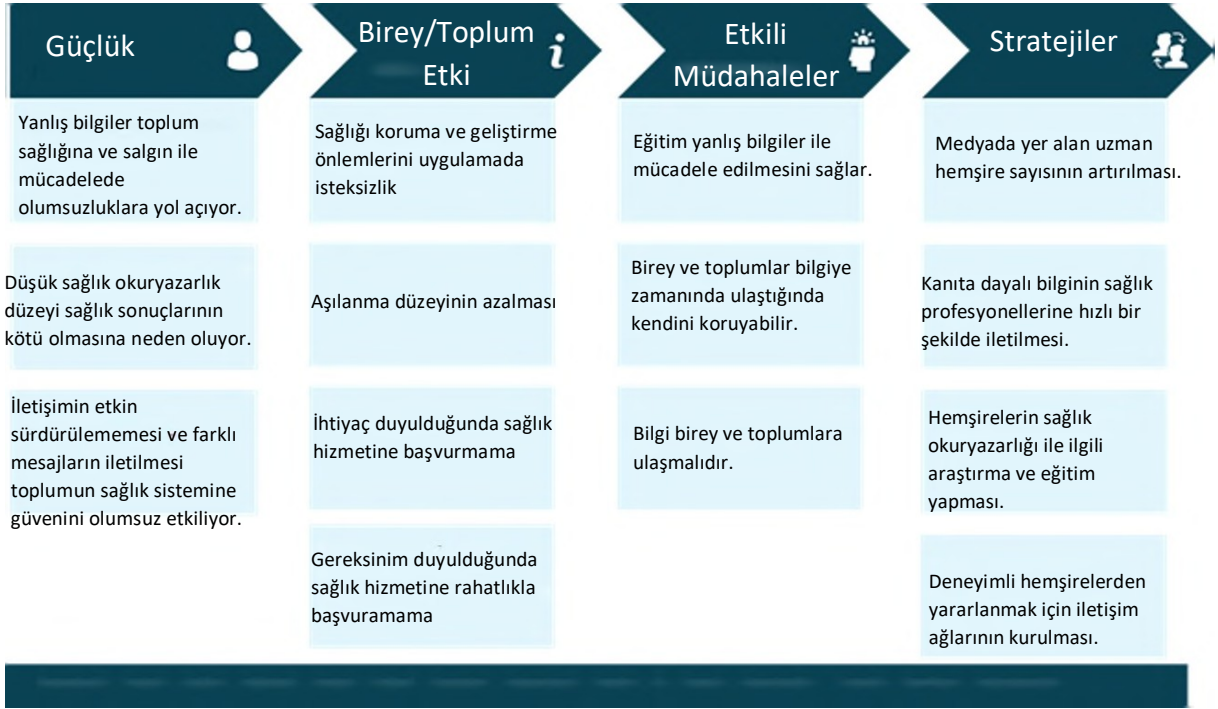 Güçlük
Yanlış bilgiler toplum
sağlığına ve salgın ile
mücadelede
olumsuzluklara yol açıyor.
Düşük sağlık okuryazarlık
düzeyi sağlık sonuçlarının
kötü olmasına neden oluyor.
İletişimin etkin
sürdürülememesi ve farklı
mesajların iletilmesi
toplumun sağlık sistemine
güvenini olumsuz etkiliyor.
Birey/Toplum
Etki
Sağlığı koruma ve geliştirme
önlemlerini uygulamada
isteksizlik
Aşılanma düzeyinin azalması
İhtiyaç duyulduğunda sağlık
hizmetine başvurmama
Gereksinim duyulduğunda
sağlık hizmetine rahatlıkla
başvuramama
Etkili
Müdahaleler
Eğitim yanlış bilgiler ile
mücadele edilmesini sağlar.
Birey ve toplumlar bilgiye
zamanında ulaştığında
kendini koruyabilir.
Bilgi birey ve toplumlara
ulaşmalıdır.
Stratejiler
Medyada yer alan uzman
hemşire sayısının artırılması.
Kanıta dayalı bilginin sağlık
profesyonellerine hızlı bir
şekilde iletilmesi.
Hemşirelerin sağlık
okuryazarlığı ile ilgili
araştırma ve eğitim
yapması.
Deneyimli hemşirelerden
yararlanmak için iletişim
ağlarının kurulması.